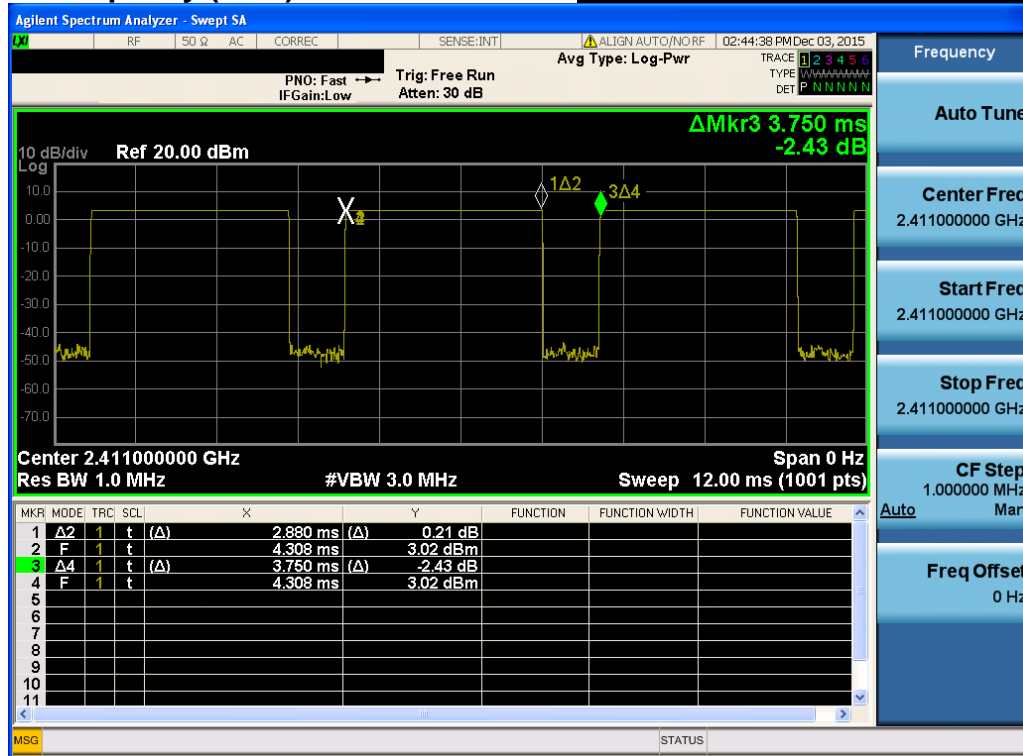 Agilent Spectrum Analyzer - Swept SA
LXI RF 50 Ω AC CORREC SENSE:INT ALIGN AUTO/NO RF 02:44:38 PM Dec 03, 2015
Avg Type: Log-Pwr
TRACE 1 2 3 4 5 6
TYPE WWWWWW
DET P N N N N N
PNO: Fast
IFGain:Low
Trig: Free Run
Atten: 30 dB
ΔMkr3 3.750 ms
-2.43 dB
10 dB/div Ref 20.00 dBm
Log
10.0
0.00
-10.0
-20.0
-30.0
-40.0
-50.0
-60.0
-70.0
X
1Δ2
3Δ4
Center 2.411000000 GHz Span 0 Hz
Res BW 1.0 MHz #VBW 3.0 MHz Sweep 12.00 ms (1001 pts)
MKR MODE TRC SCL X Y FUNCTION FUNCTION WIDTH FUNCTION VALUE
1 Δ2 1 t (Δ) 2.880 ms (Δ) 0.21 dB
2 F 1 t 4.308 ms 3.02 dBm
3 Δ4 1 t (Δ) 3.750 ms (Δ) -2.43 dB
4 F 1 t 4.308 ms 3.02 dBm
5
6
7
8
9
10
11
MSG STATUS
Frequency
Auto Tune
Center Freq
2.411000000 GHz
Start Freq
2.411000000 GHz
Stop Freq
2.411000000 GHz
CF Step
1.000000 MHz
Auto Man
Freq Offset
0 Hz